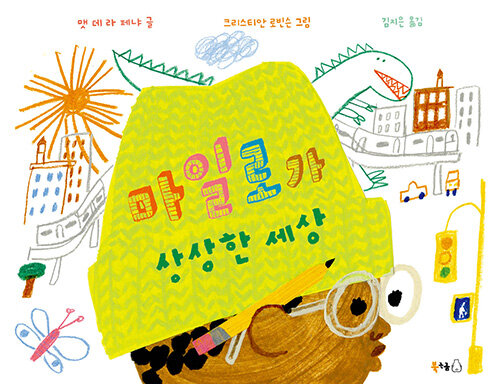 맷 데 라 페냐 글
크리스티안 로빈슨 그림
김지은 옮김
마일로가
상상한 세상
북극곰